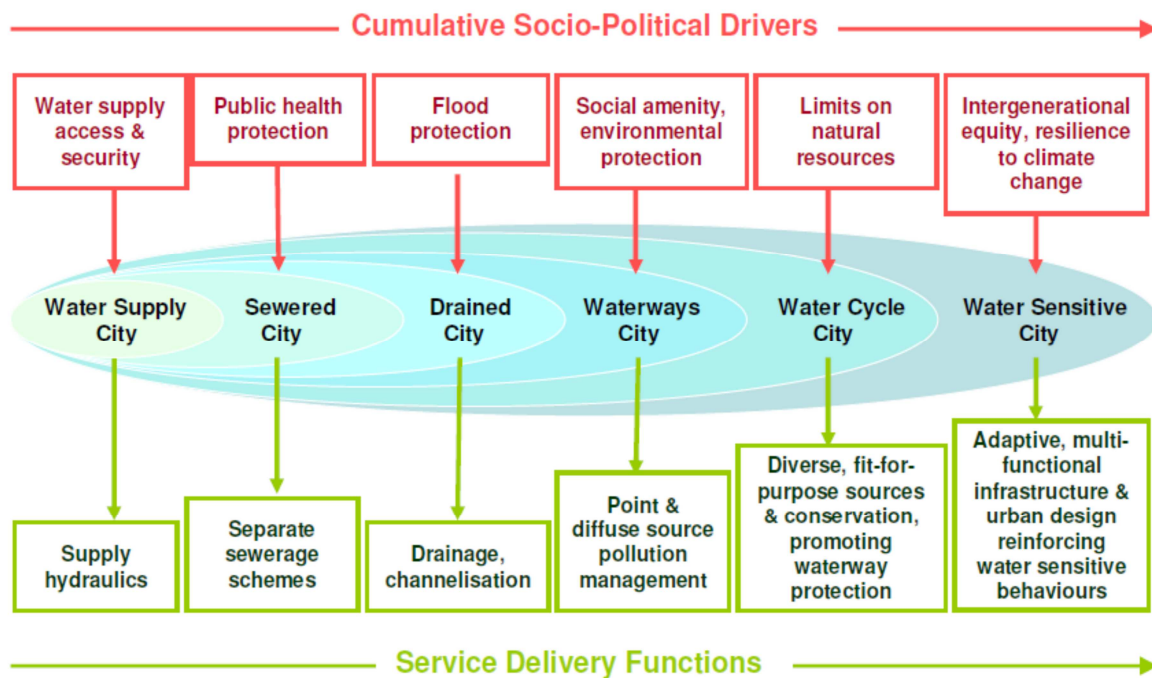 Cumulative Socio-Political Drivers
Water supply
access &
security
Public health
protection
Flood
protection
Social amenity,
environmental
protection
Limits on
natural
resources
Intergenerational
equity, resilience
to climate
change
Water Supply
City
Sewered
City
Drained
City
Waterways
City
Water Cycle
City
Water Sensitive
City
Supply
hydraulics
Separate
sewerage
schemes
Drainage,
channelisation
Point &
diffuse source
pollution
management
Diverse, fit-for-
purpose sources
& conservation,
promoting
waterway
protection
Adaptive, multi-
functional
infrastructure &
urban design
reinforcing
water sensitive
behaviours
Service Delivery Functions